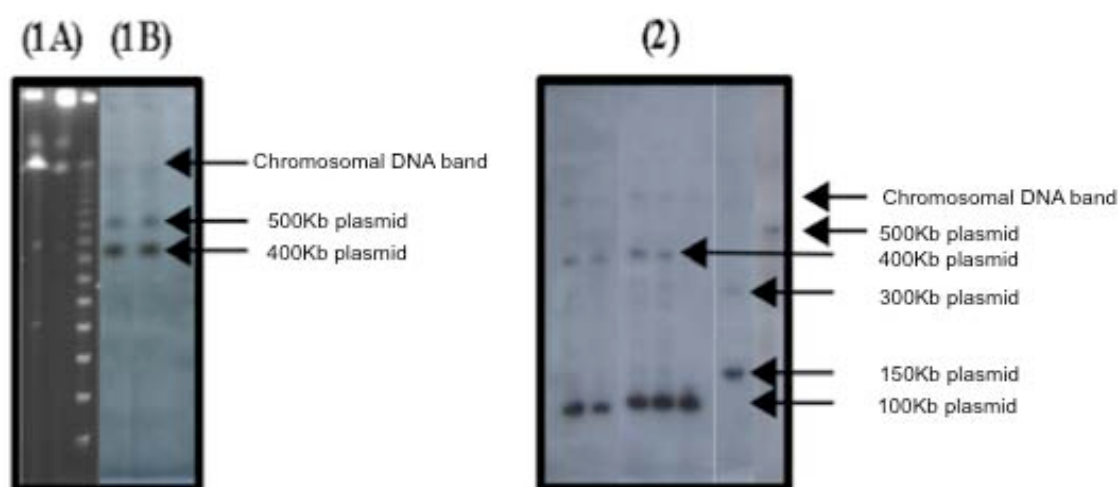 (1A) (1B)
Chromosomal DNA band
500Kb plasmid
400Kb plasmid
(2)
Chromosomal DNA band
500Kb plasmid
400Kb plasmid
300Kb plasmid
150Kb plasmid
100Kb plasmid